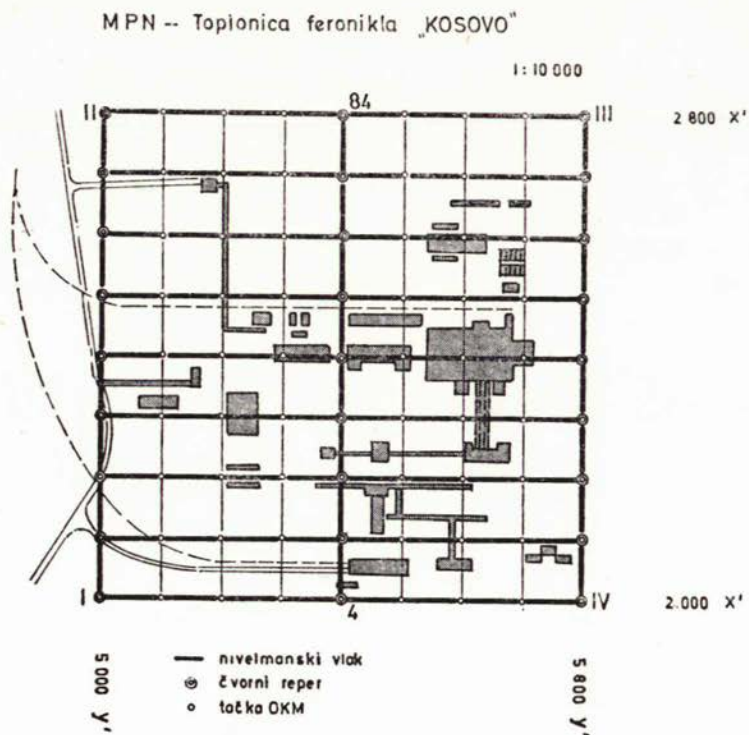 MPN -- Topionica feronikla „KOSOVO"
1:10 000
II
84
III
2 800 X'
I
4
IV
2.000 X'
5 000 y'
5 800 y'
nivelmanski vlak
čvorni reper
tačka OKM